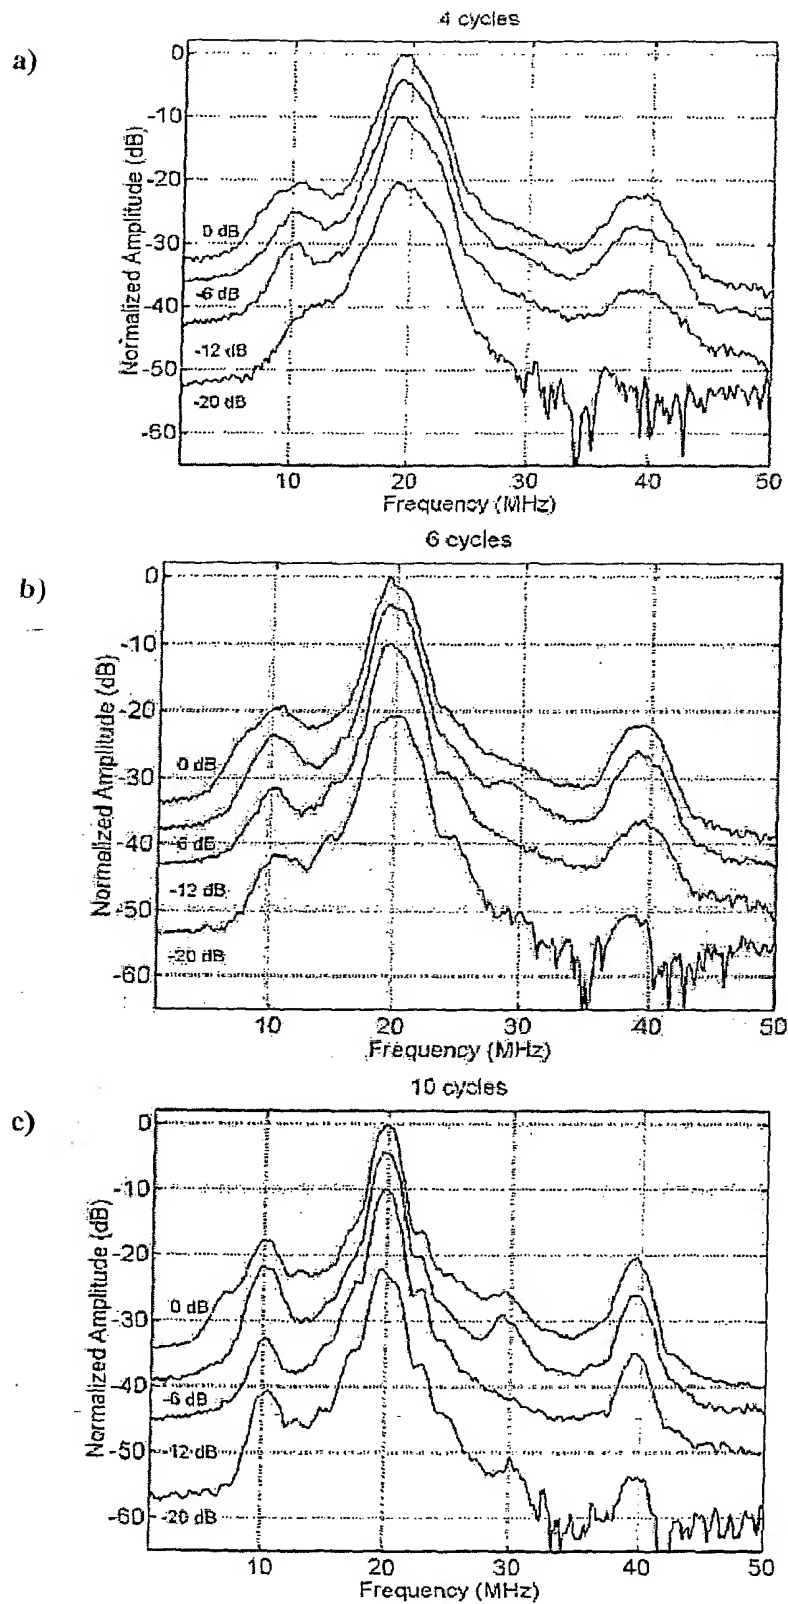 4 cycles
a)
0
-10
-20
-30
-40
-50
-60
Normalized Amplitude (dB)
0 dB
-6 dB
-12 dB
-20 dB
10 20 30 40 50
Frequency (MHz)
6 cycles
b)
0
-10
-20
-30
-40
-50
-60
Normalized Amplitude (dB)
0 dB
-6 dB
-12 dB
-20 dB
10 20 30 40 50
Frequency (MHz)
10 cycles
c)
0
-10
-20
-30
-40
-50
-60
Normalized Amplitude (dB)
0 dB
-6 dB
-12 dB
-20 dB
10 20 30 40 50
Frequency (MHz)